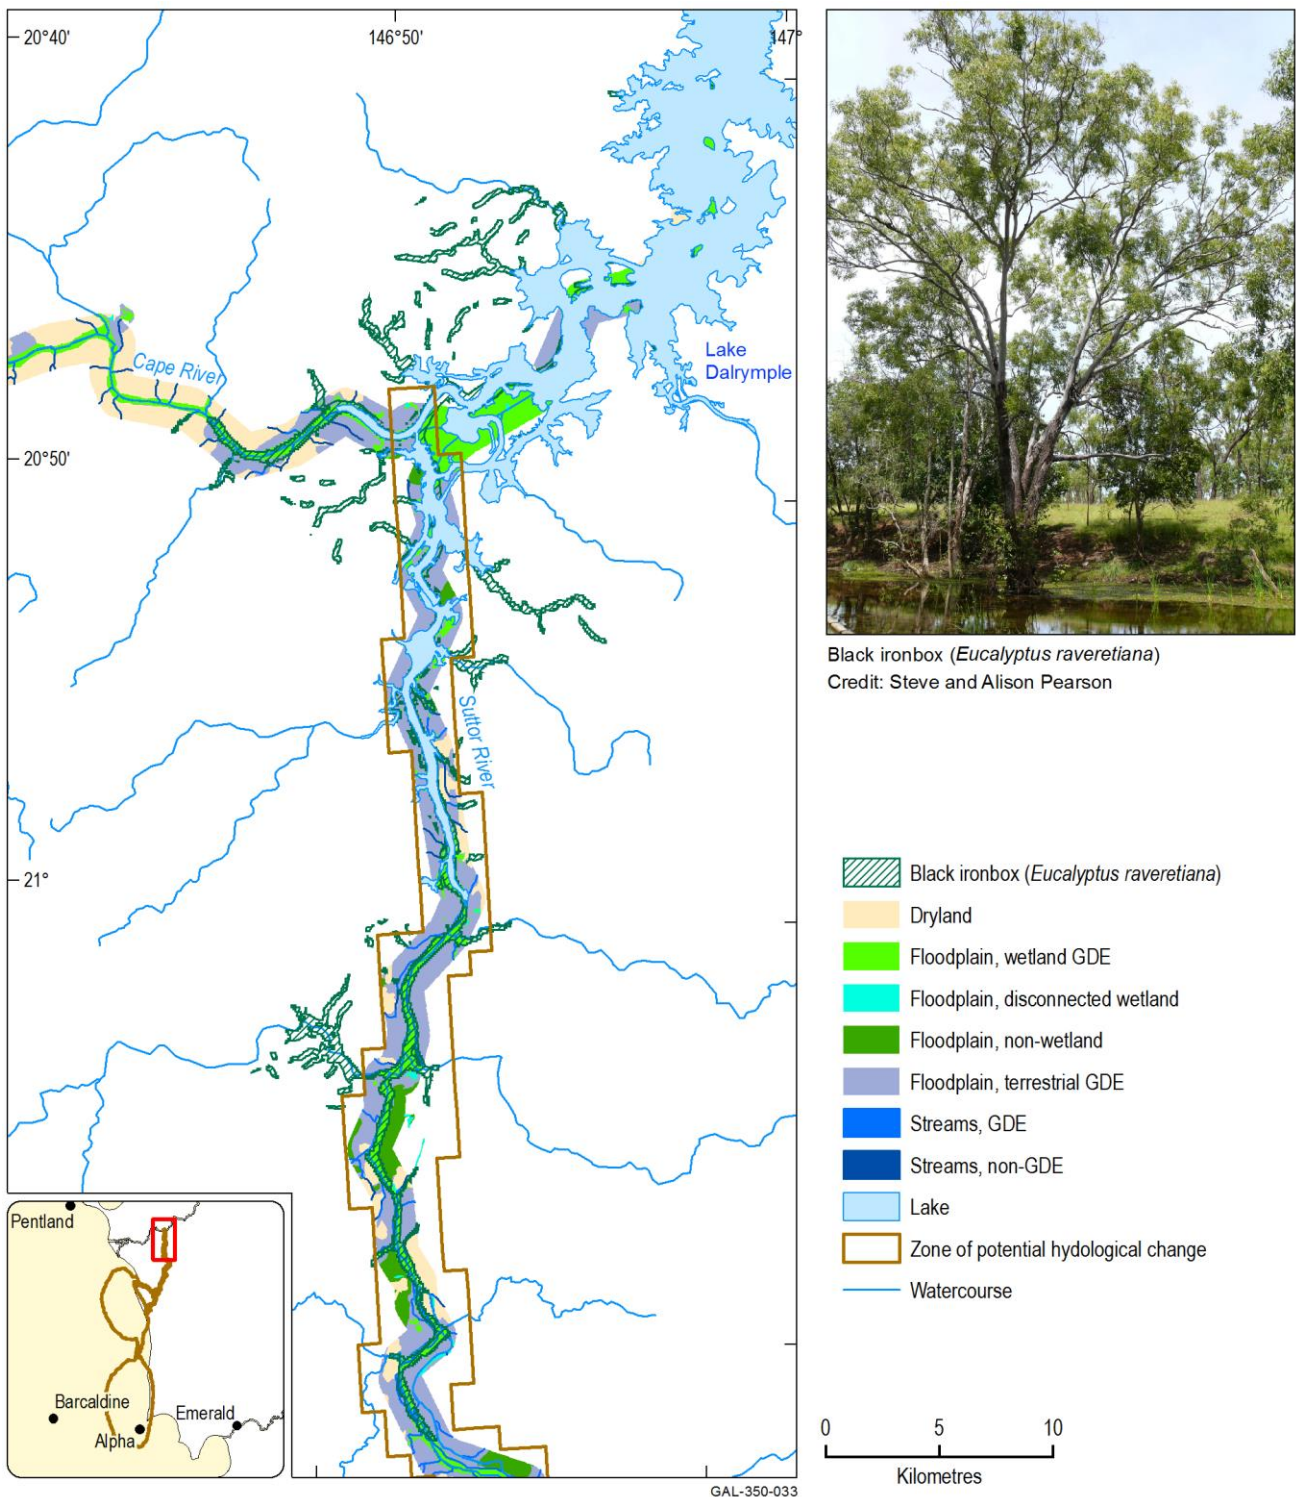 20°40'
146°50'
147°
Cape River
Lake
Dalrymple
20°50'
Suttor River
21°
Pentland
Barcaldine
Emerald
Alpha
GAL-350-033
Black ironbox (Eucalyptus raveretiana)
Credit: Steve and Alison Pearson
Black ironbox (Eucalyptus raveretiana)
Dryland
Floodplain, wetland GDE
Floodplain, disconnected wetland
Floodplain, non-wetland
Floodplain, terrestrial GDE
Streams, GDE
Streams, non-GDE
Lake
Zone of potential hydological change
Watercourse
0 5 10
Kilometres